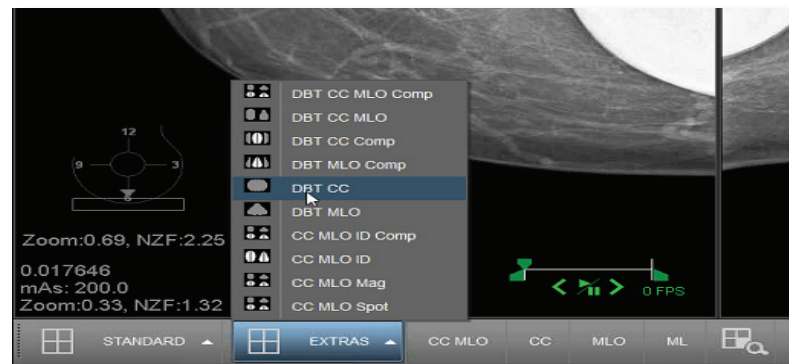 DBT CC MLO Comp
DBT CC MLO
DBT CC Comp
DBT MLO Comp
DBT CC
DBT MLO
CC MLO ID Comp
CC MLO ID
CC MLO Mag
CC MLO Spot
12
9 3
6
Zoom:0.69, NZF:2.25
0.017646
mAs: 200.0
Zoom:0.33, NZF:1.32
0 FPS
STANDARD EXTRAS CC MLO CC MLO ML